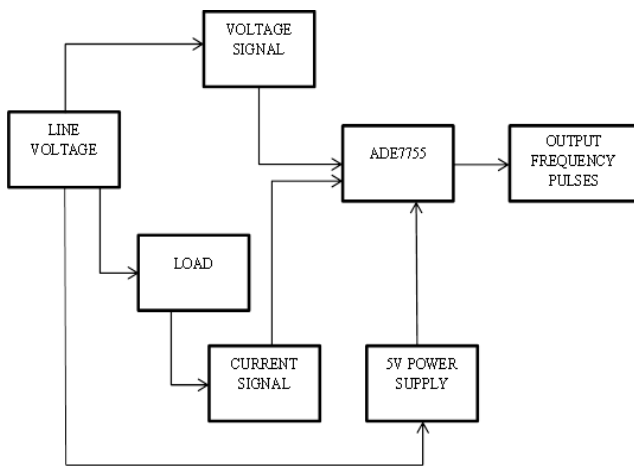 VOLTAGE
SIGNAL
LINE
VOLTAGE
ADE7755
OUTPUT
FREQUENCY
PULSES
LOAD
CURRENT
SIGNAL
5V POWER
SUPPLY